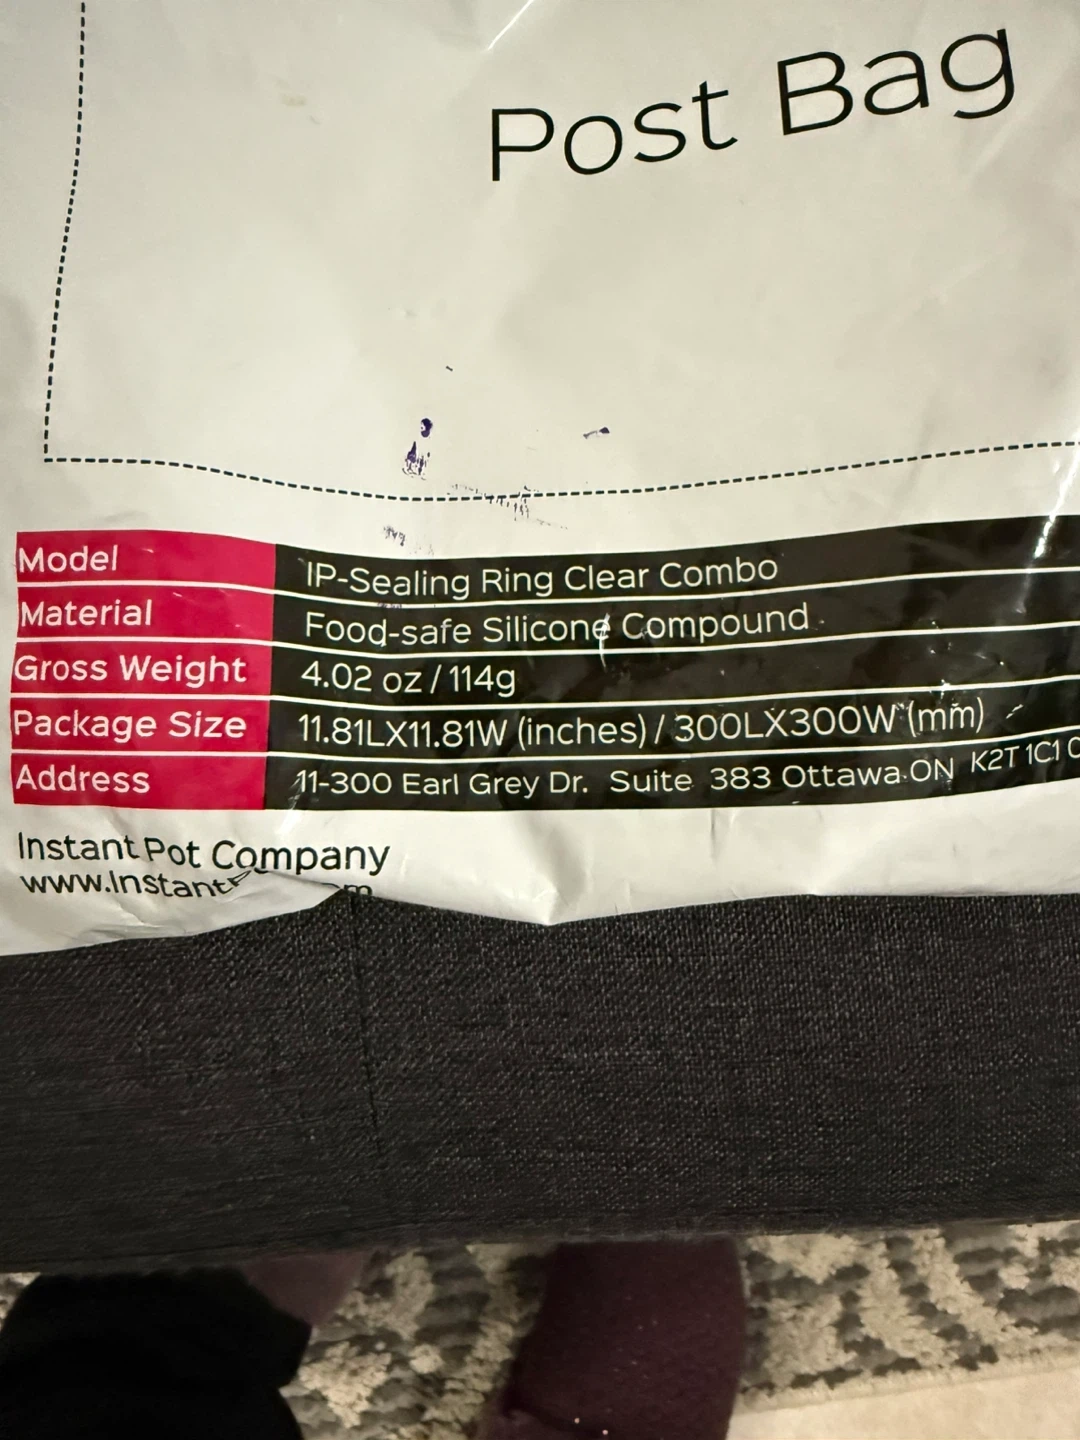 Post Bag
Model IP-Sealing Ring Clear Combo
Material Food-safe Silicone Compound
Gross Weight 4.02 oz / 114g
Package Size 11.81LX11.81W (inches) / 300LX300W (mm)
Address 11-300 Earl Grey Dr. Suite 383 Ottawa.ON K2T 1C1
Instant Pot Company